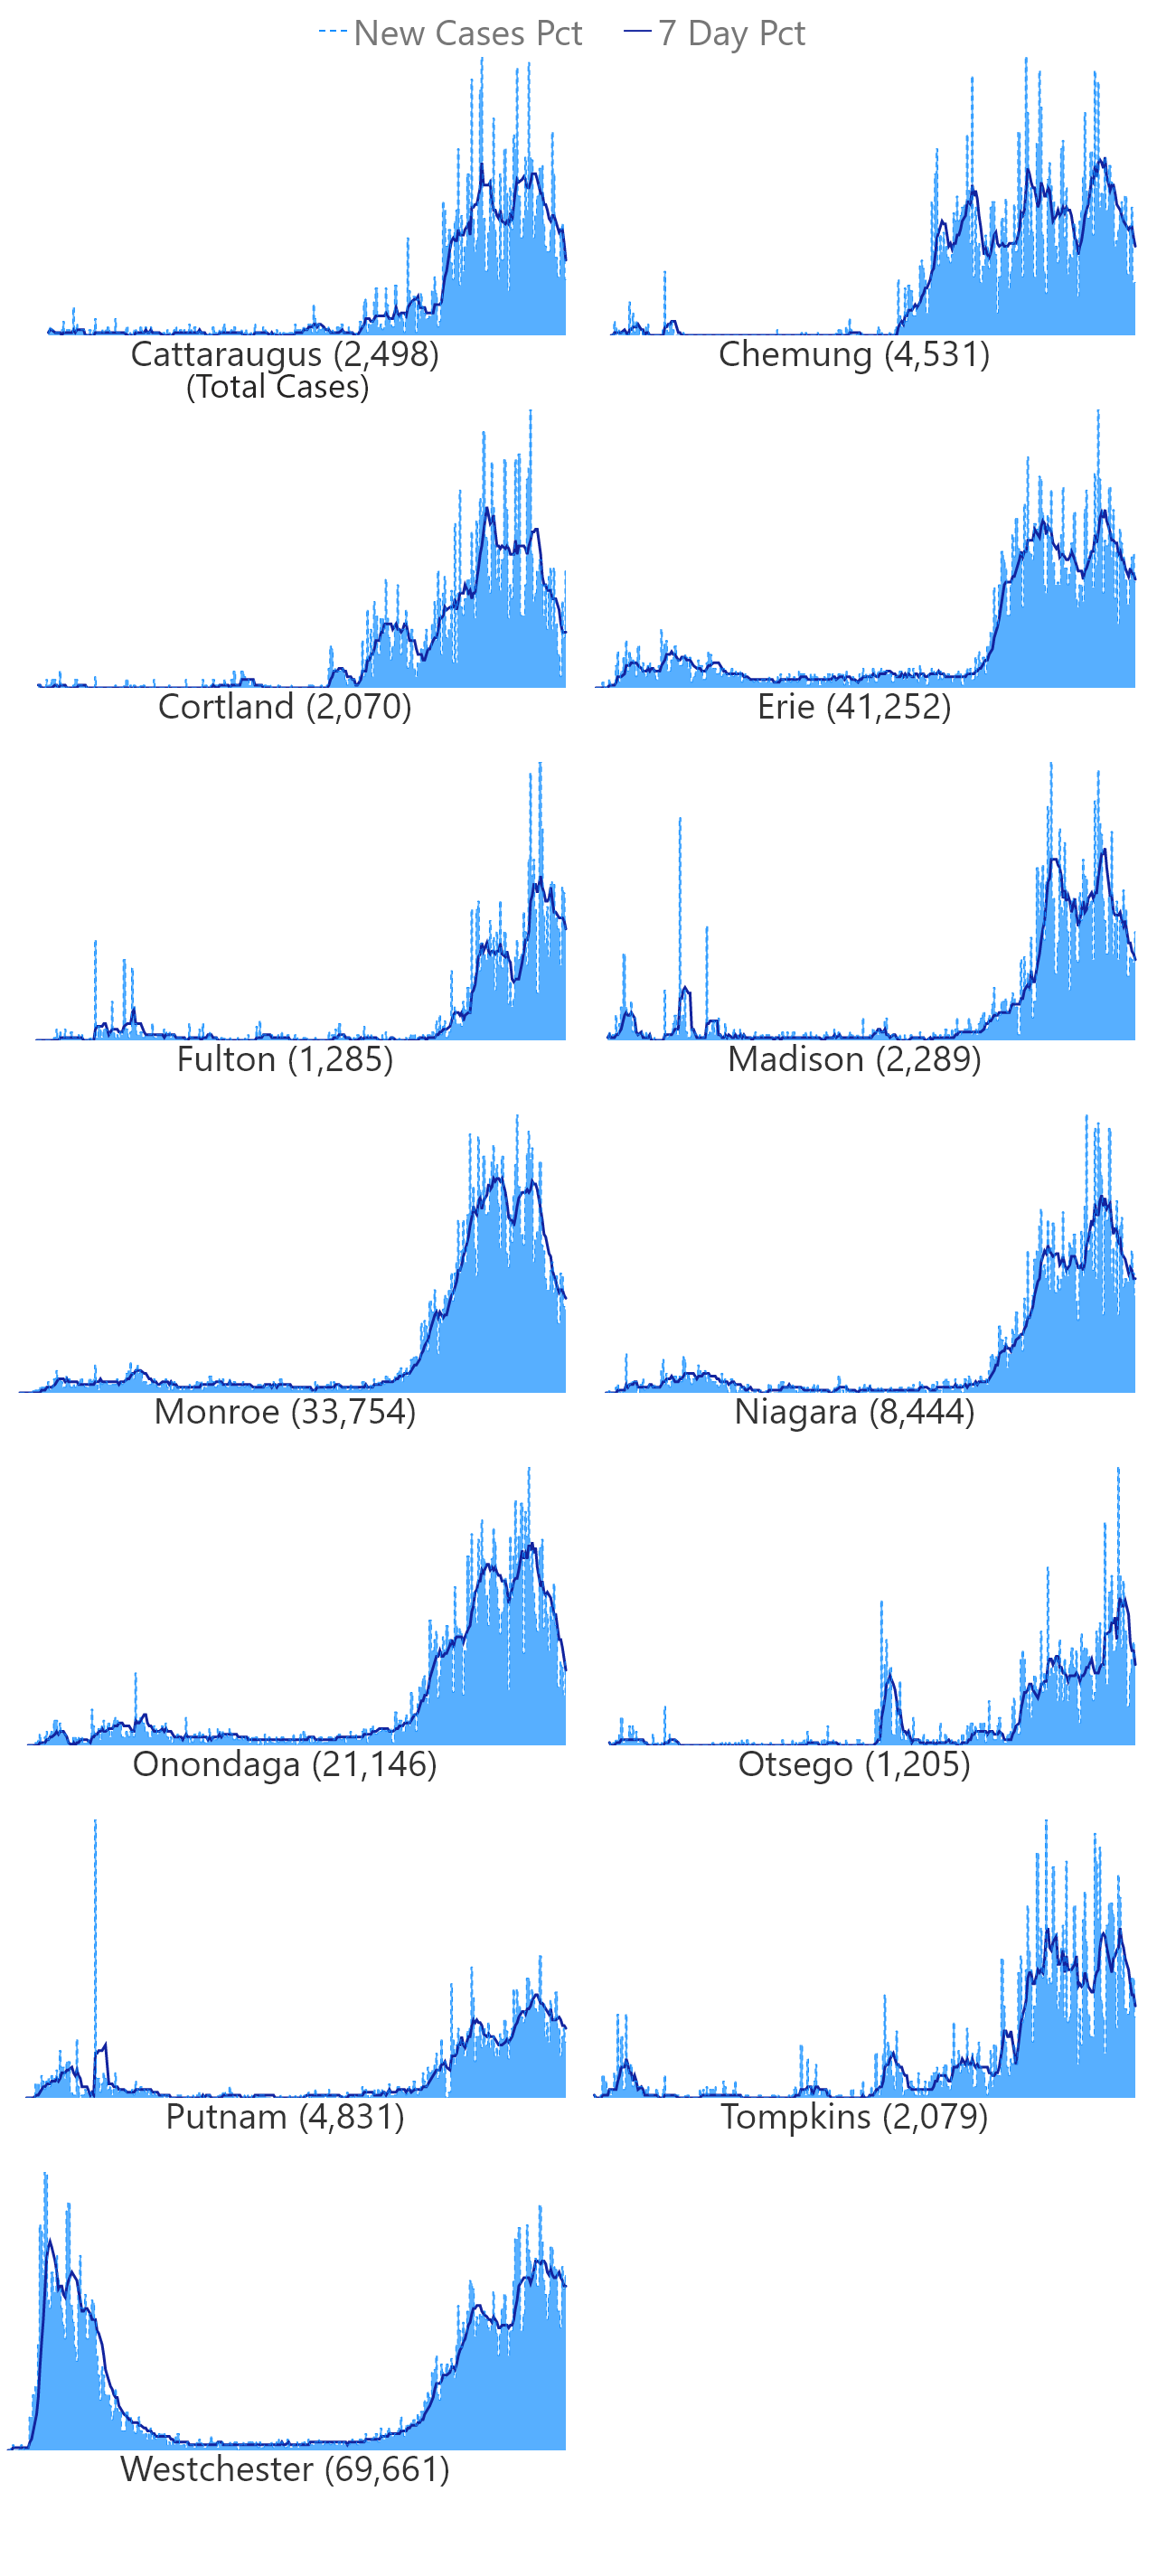 New Cases Pct 7 Day Pct
Cattaraugus (2,498) Chemung (4,531)
(Total Cases)
Cortland (2,070) Erie (41,252)
Fulton (1,285) Madison (2,289)
Monroe (33,754) Niagara (8,444)
Onondaga (21,146) Otsego (1,205)
Putnam (4,831) Tompkins (2,079)
Westchester (69,661)